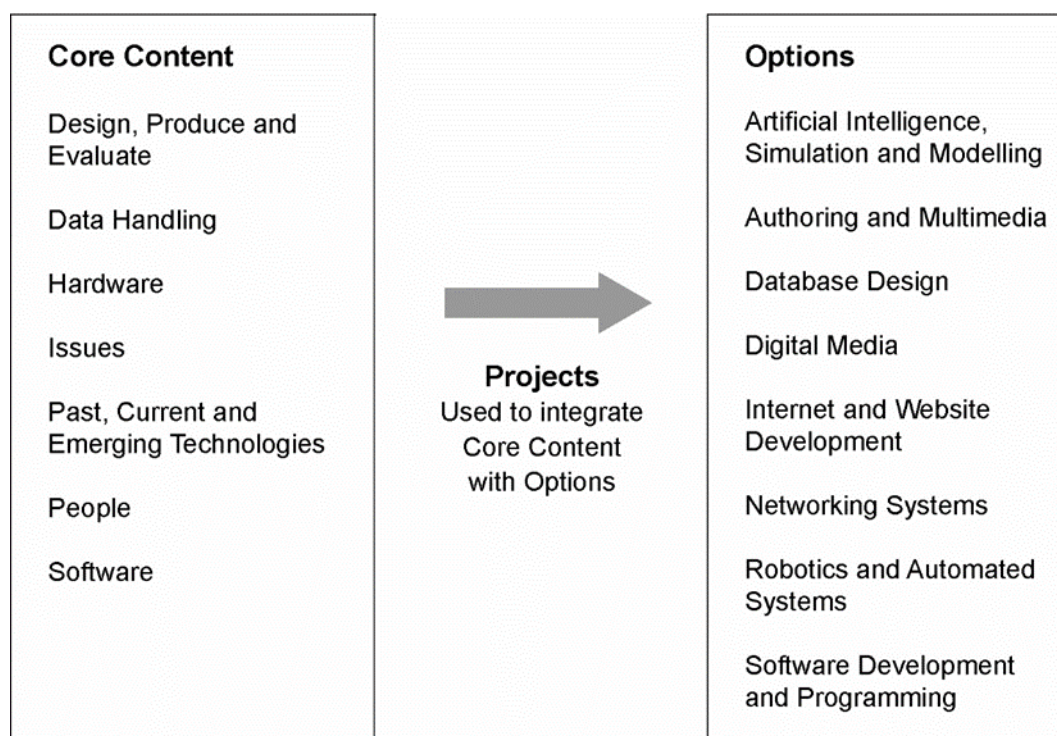 Core Content
Design, Produce and
Evaluate
Data Handling
Hardware
Issues
Past, Current and
Emerging Technologies
People
Software
Projects
Used to integrate
Core Content
with Options
Options
Artificial Intelligence,
Simulation and Modelling
Authoring and Multimedia
Database Design
Digital Media
Internet and Website
Development
Networking Systems
Robotics and Automated
Systems
Software Development
and Programming